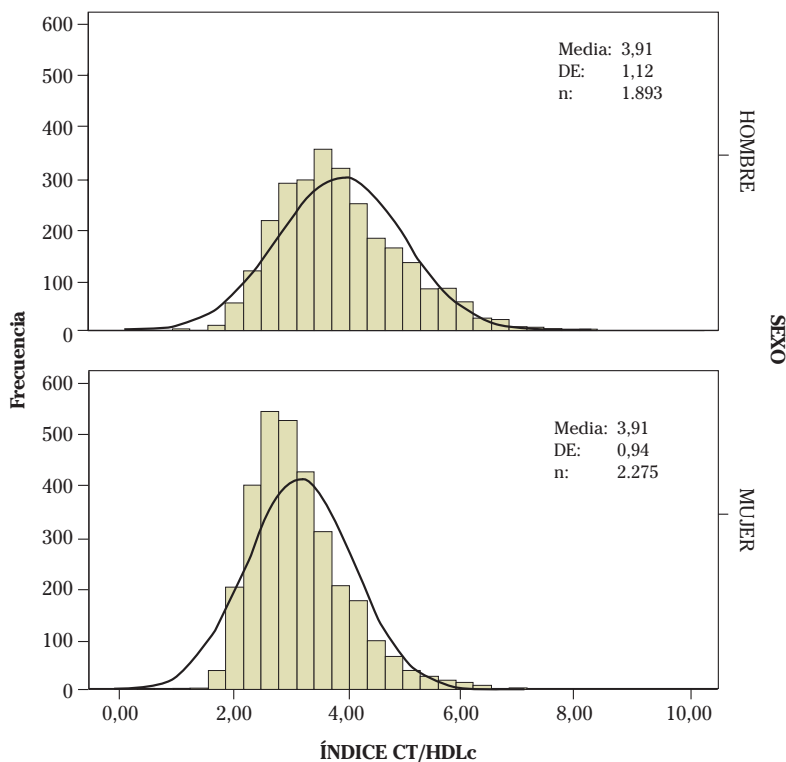 600
500
400
300
200
100
0
Media: 3,91
DE: 1,12
n: 1.893
HOMBRE
Frecuencia
SEXO
600
500
400
300
200
100
0
Media: 3,91
DE: 0,94
n: 2.275
MUJER
0,00 2,00 4,00 6,00 8,00 10,00
ÍNDICE CT/HDLc